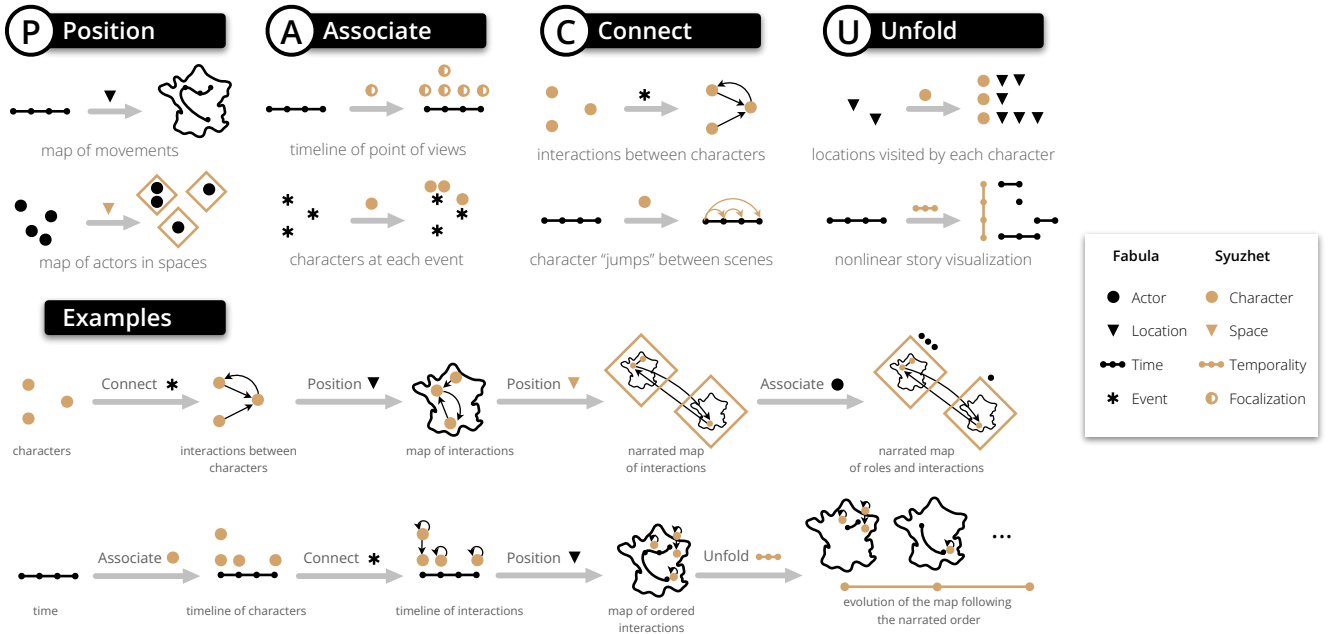 P Position
A Associate
C Connect
U Unfold
map of movements
timeline of point of views
interactions between characters
locations visited by each character
map of actors in spaces
characters at each event
character “jumps” between scenes
nonlinear story visualization
Fabula
Syuzhet
Actor
Character
Location
Space
Time
Temporality
Event
Focalization
Examples
Connect
Position
Position
Associate
characters
interactions between
characters
map of interactions
narrated map
of interactions
narrated map
of roles and interactions
Associate
Connect
Position
Unfold
...
time
timeline of characters
timeline of interactions
map of ordered
interactions
evolution of the map following
the narrated order